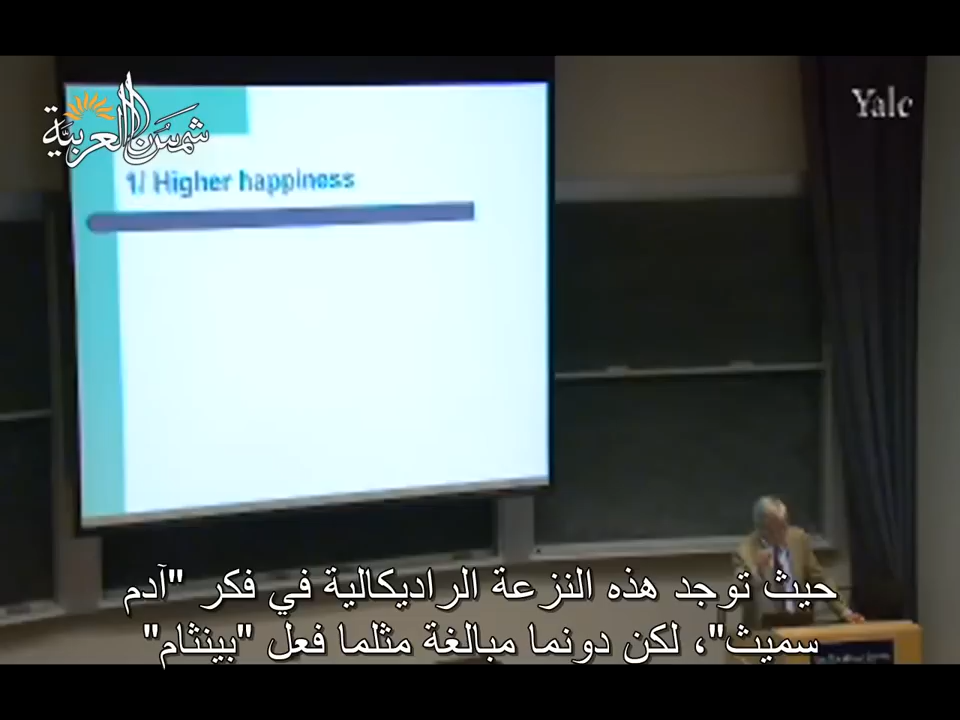 شمس العربية
Yale
1/ Higher happiness
حيث توجد هذه النزعة الراديكالية في فكر "آدم
سميث"، لكن دونما مبالغة مثلما فعل "بينثام"